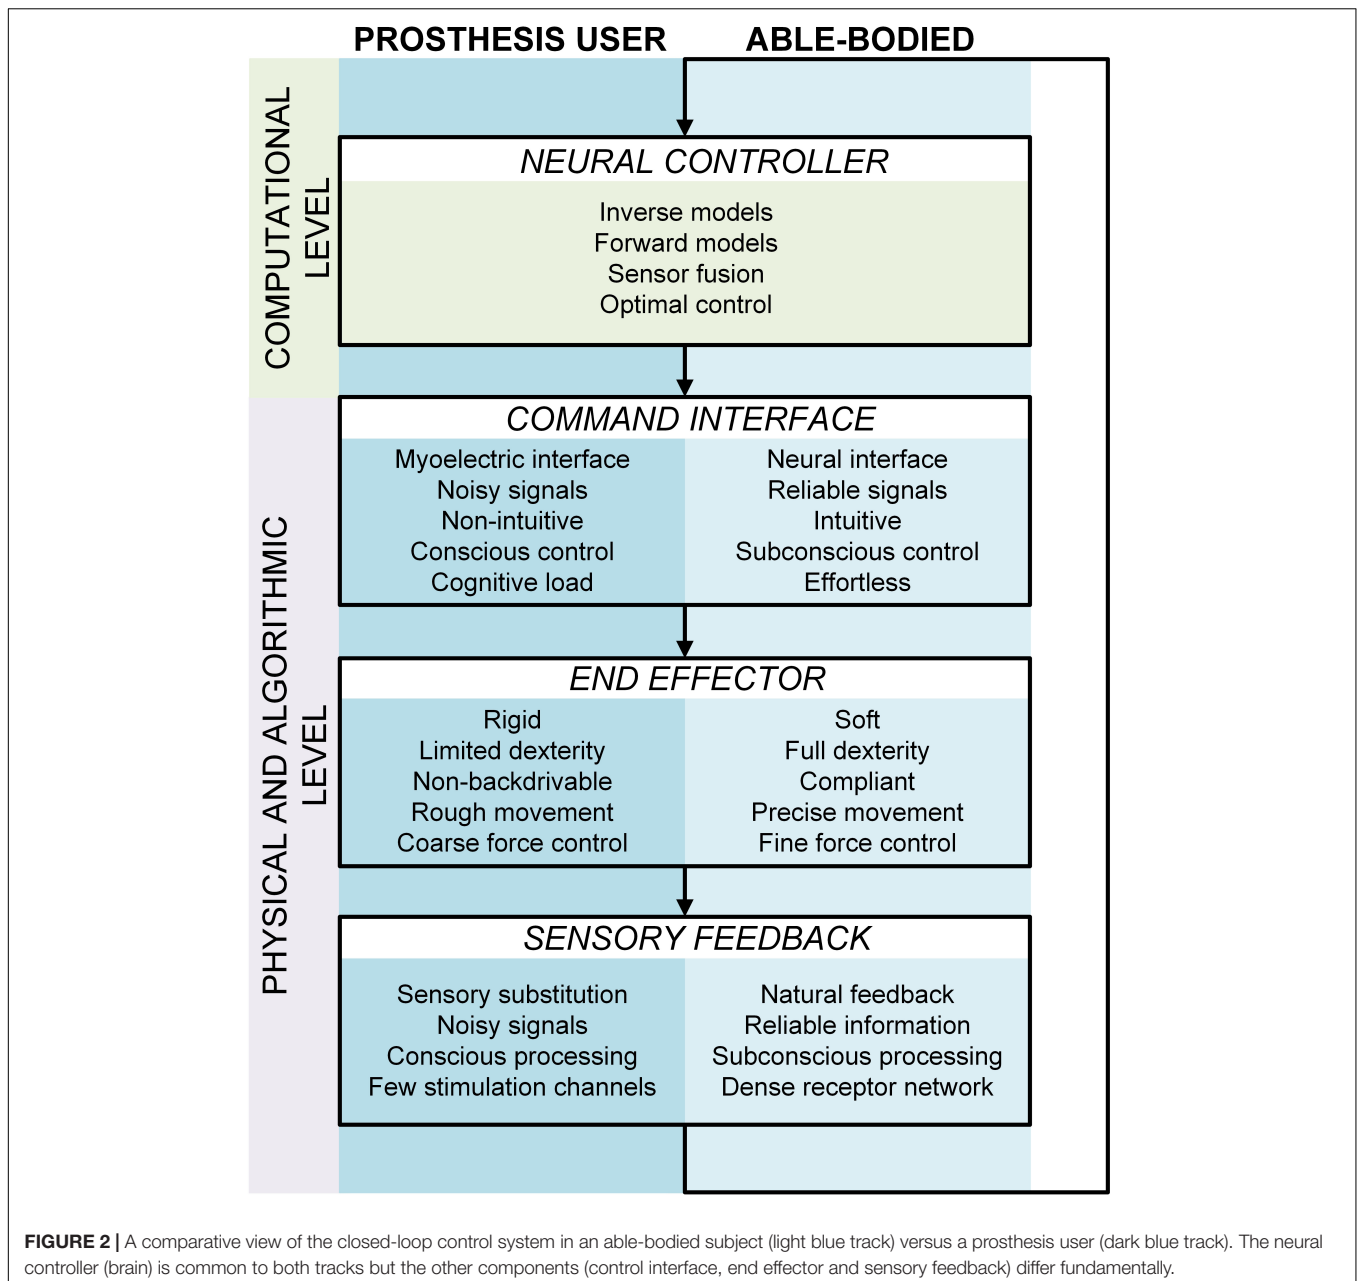 PROSTHESIS USER
ABLE-BODIED
COMPUTATIONAL
LEVEL
NEURAL CONTROLLER
Inverse models
Forward models
Sensor fusion
Optimal control
PHYSICAL AND ALGORITHMIC
LEVEL
COMMAND INTERFACE
Myoelectric interface
Noisy signals
Non-intuitive
Conscious control
Cognitive load
Neural interface
Reliable signals
Intuitive
Subconscious control
Effortless
END EFFECTOR
Rigid
Limited dexterity
Non-backdrivable
Rough movement
Coarse force control
Soft
Full dexterity
Compliant
Precise movement
Fine force control
SENSORY FEEDBACK
Sensory substitution
Noisy signals
Conscious processing
Few stimulation channels
Natural feedback
Reliable information
Subconscious processing
Dense receptor network
FIGURE 2 | A comparative view of the closed-loop control system in an able-bodied subject (light blue track) versus a prosthesis user (dark blue track). The neural
controller (brain) is common to both tracks but the other components (control interface, end effector and sensory feedback) differ fundamentally.